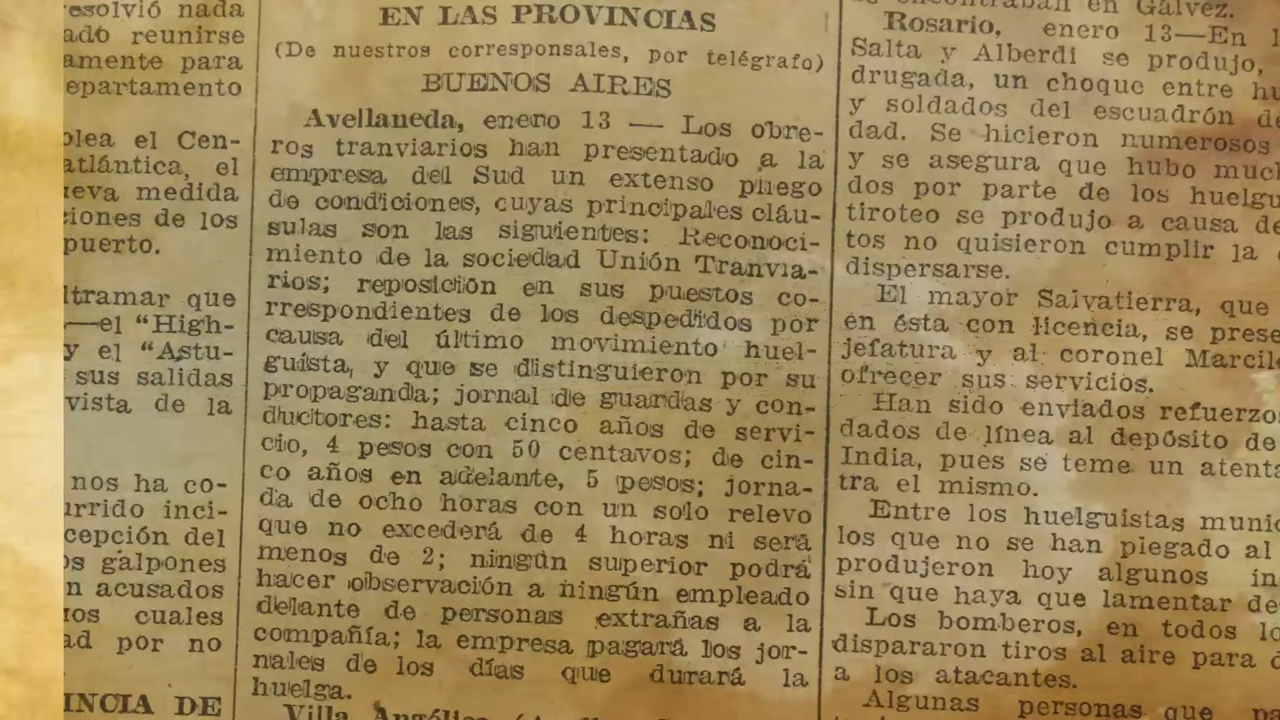 esolvió nada
ado reunirse
amente para
epartamento
olea el Cen-
atlántica, el
ueva medida
ciones de los
puerto.
ltramar que
—el “High-
y el “Astu-
sus salidas
vista de la
nos ha co-
urrido inci-
cepción del
os galpones
n acusados
nos cuales
ad por no
INCIA DE
EN LAS PROVINCIAS
(De nuestros corresponsales, por telégrafo)
BUENOS AIRES
Avellaneda, enero 13 — Los obre-
ros tranviarios han presentado a la
empresa del Sud un extenso pliego
de condiciones, cuyas principales cláu-
sulas son las siguientes: Reconoci-
miento de la sociedad Unión Tranvia-
rios; reposición en sus puestos co-
rrespondientes de los despedidos por
causa del último movimiento huel-
guista, y que se distinguieron por su
propaganda; jornal de guardas y con-
ductores: hasta cinco años de servi-
cio, 4 pesos con 50 centavos; de cin-
co años en adelante, 5 pesos; jorna-
da de ocho horas con un solo relevo
que no excederá de 4 horas ni será
menos de 2; ningún superior podrá
hacer observación a ningún empleado
delante de personas extrañas a la
compañía; la empresa pagará los jor-
nales de los días que durará la
huelga.
Villa Angélica
en Gálvez.
Rosario, enero 13—En l
Salta y Alberdi se produjo,
drugada, un choque entre hu
y soldados del escuadrón de
dad. Se hicieron numerosos
y se asegura que hubo much
dos por parte de los huelgu
tiroteo se produjo a causa de
tos no quisieron cumplir la
dispersarse.
El mayor Salvatierra, que
en ésta con licencia, se prese
jefatura y al coronel Marcil
ofrecer sus servicios.
Han sido enviados refuerzo
dados de línea al depósito de
India, pues se teme un atenta
tra el mismo.
Entre los huelguistas munic
los que no se han plegado al
produjeron hoy algunos in
sin que haya que lamentar de
Los bomberos, en todos lo
dispararon tiros al aire para d
a los atacantes.
Algunas personas que pa